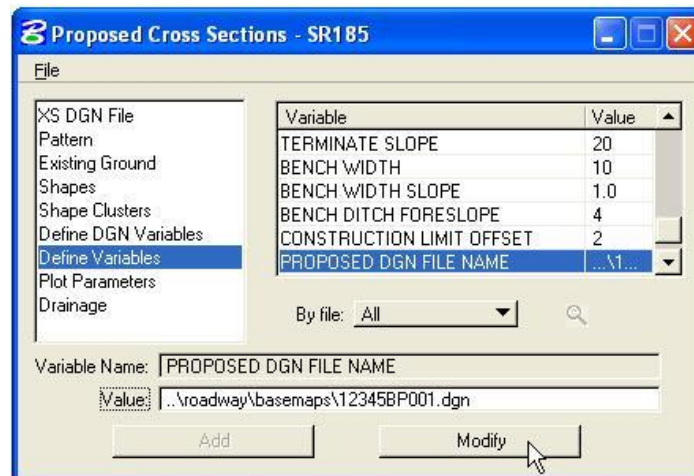 Proposed Cross Sections - SR185
File
XS DGN File
Pattern
Existing Ground
Shapes
Shape Clusters
Define DGN Variables
Define Variables
Plot Parameters
Drainage
Variable Value
TERMINATE SLOPE 20
BENCH WIDTH 10
BENCH WIDTH SLOPE 1.0
BENCH DITCH FORESLOPE 4
CONSTRUCTION LIMIT OFFSET 2
PROPOSED DGN FILE NAME ...\1...
By file: All
Variable Name: PROPOSED DGN FILE NAME
Value: ..\roadway\basemaps\12345BP001.dgn
Add Modify